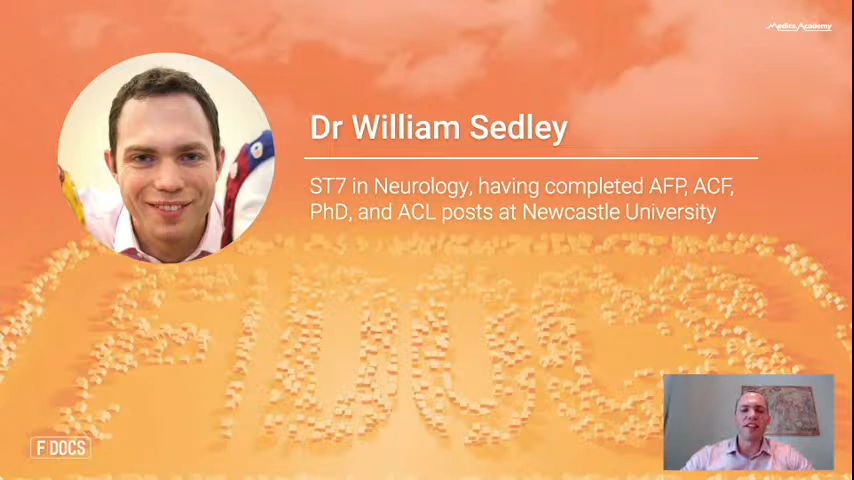 Medics.Academy
Dr William Sedley
ST7 in Neurology, having completed AFP, ACF,
PhD, and ACL posts at Newcastle University
FIDOCS
F|DOCS